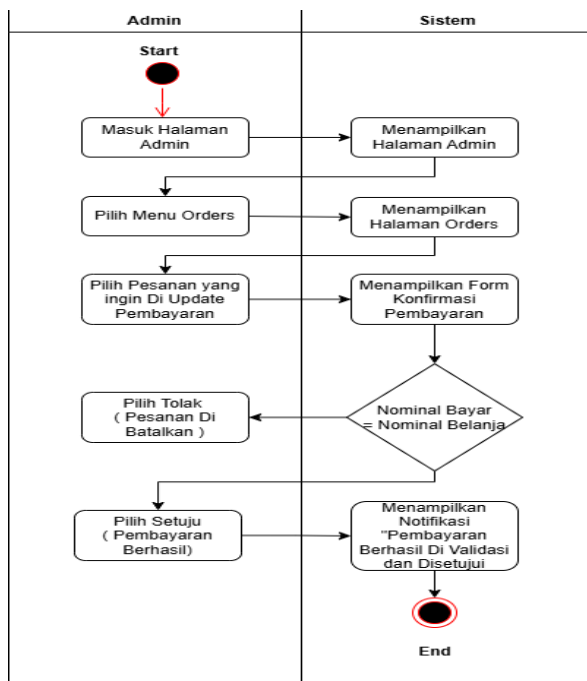 Admin
Sistem
Start
Masuk Halaman
Admin
Menampilkan
Halaman Admin
Pilih Menu Orders
Menampilkan
Halaman Orders
Pilih Pesanan yang
ingin Di Update
Pembayaran
Menampilkan Form
Konfirmasi
Pembayaran
Nominal Bayar
= Nominal Belanja
Pilih Tolak
( Pesanan Di
Batalkan )
Pilih Setuju
( Pembayaran
Berhasil)
Menampilkan
Notifikasi
"Pembayaran
Berhasil Di Validasi
dan Disetujui
End